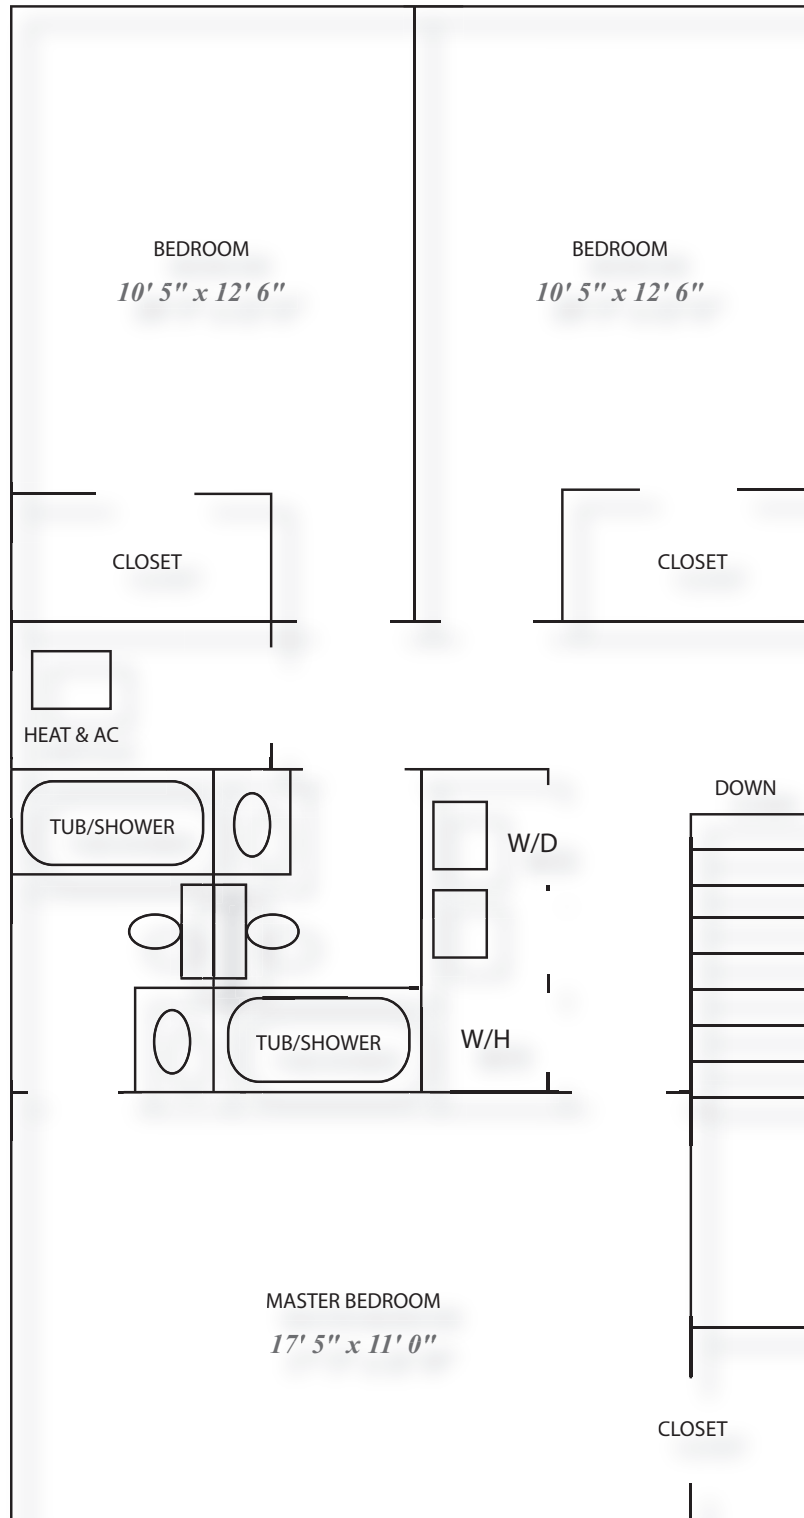 BEDROOM
10' 5" x 12' 6"
BEDROOM
10' 5" x 12' 6"
CLOSET
CLOSET
HEAT & AC
DOWN
TUB/SHOWER
W/D
TUB/SHOWER
W/H
MASTER BEDROOM
17' 5" x 11' 0"
CLOSET